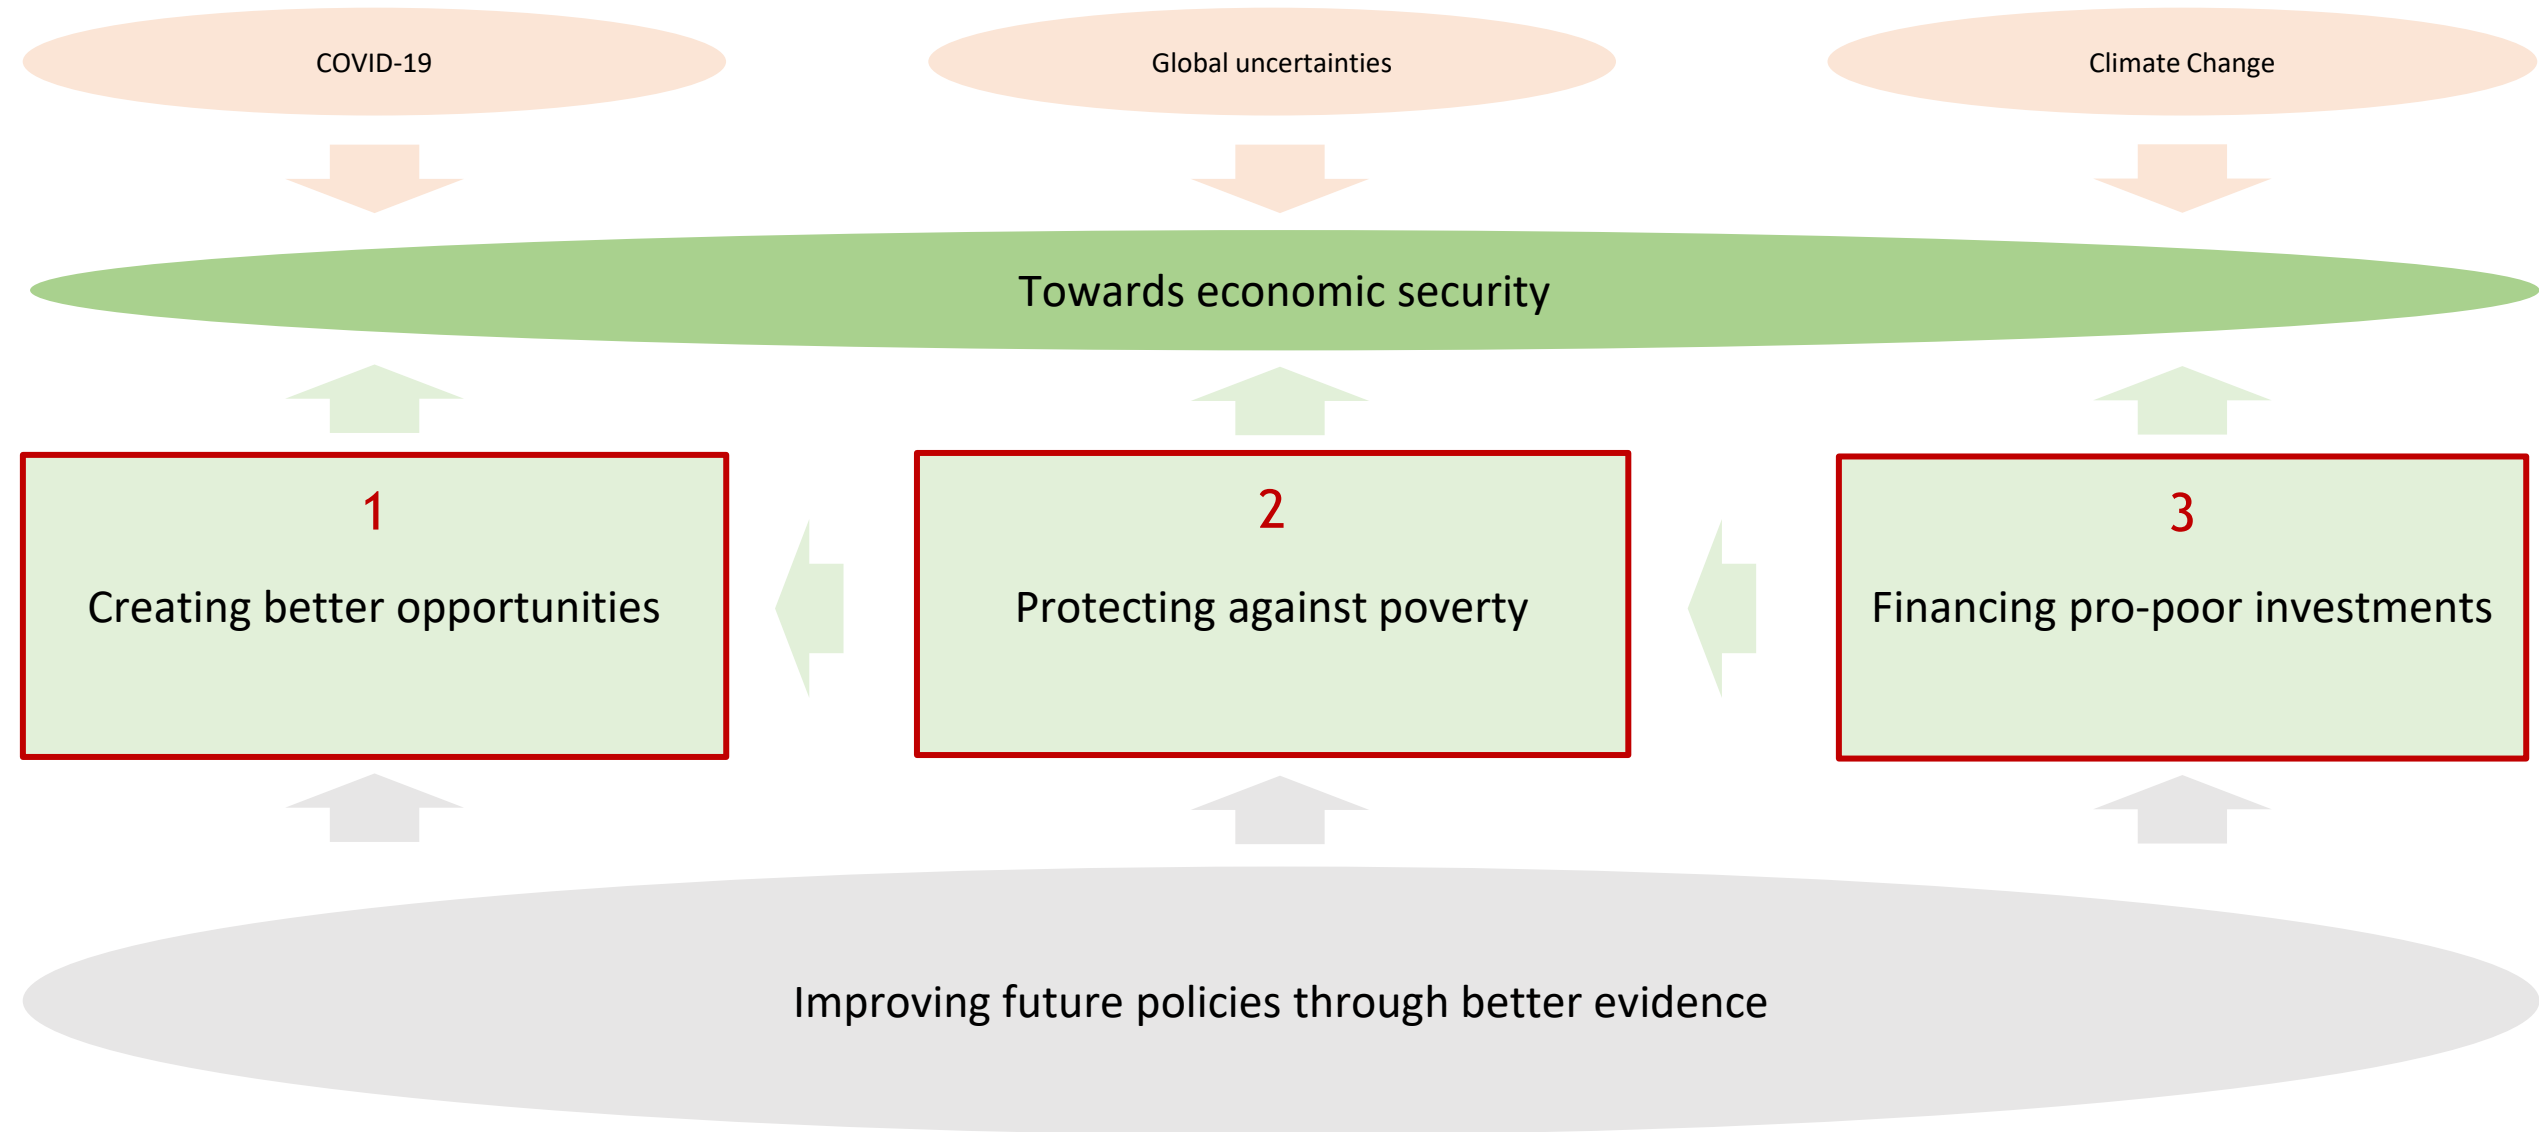 COVID-19
Global uncertainties
Climate Change
Towards economic security
1
Creating better opportunities
2
Protecting against poverty
3
Financing pro-poor investments
Improving future policies through better evidence